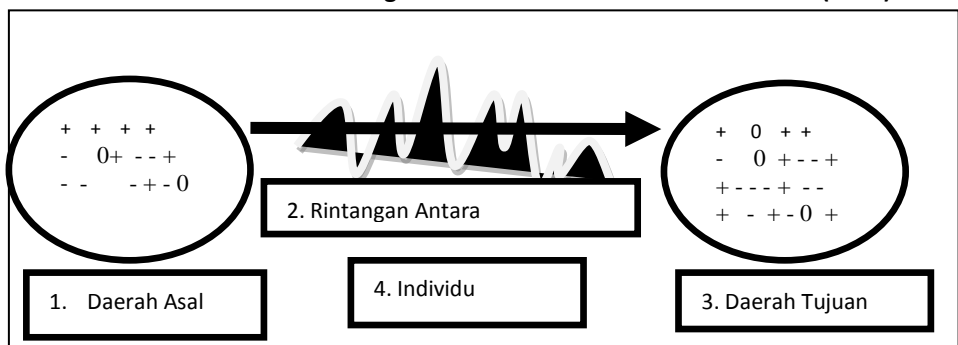 + + + +
- 0+ --+
- - -+-0
2. Rintangan Antara
+ 0 + +
- 0 +--+
+---+ --
+ - +-0 +
1. Daerah Asal
4. Individu
3. Daerah Tujuan